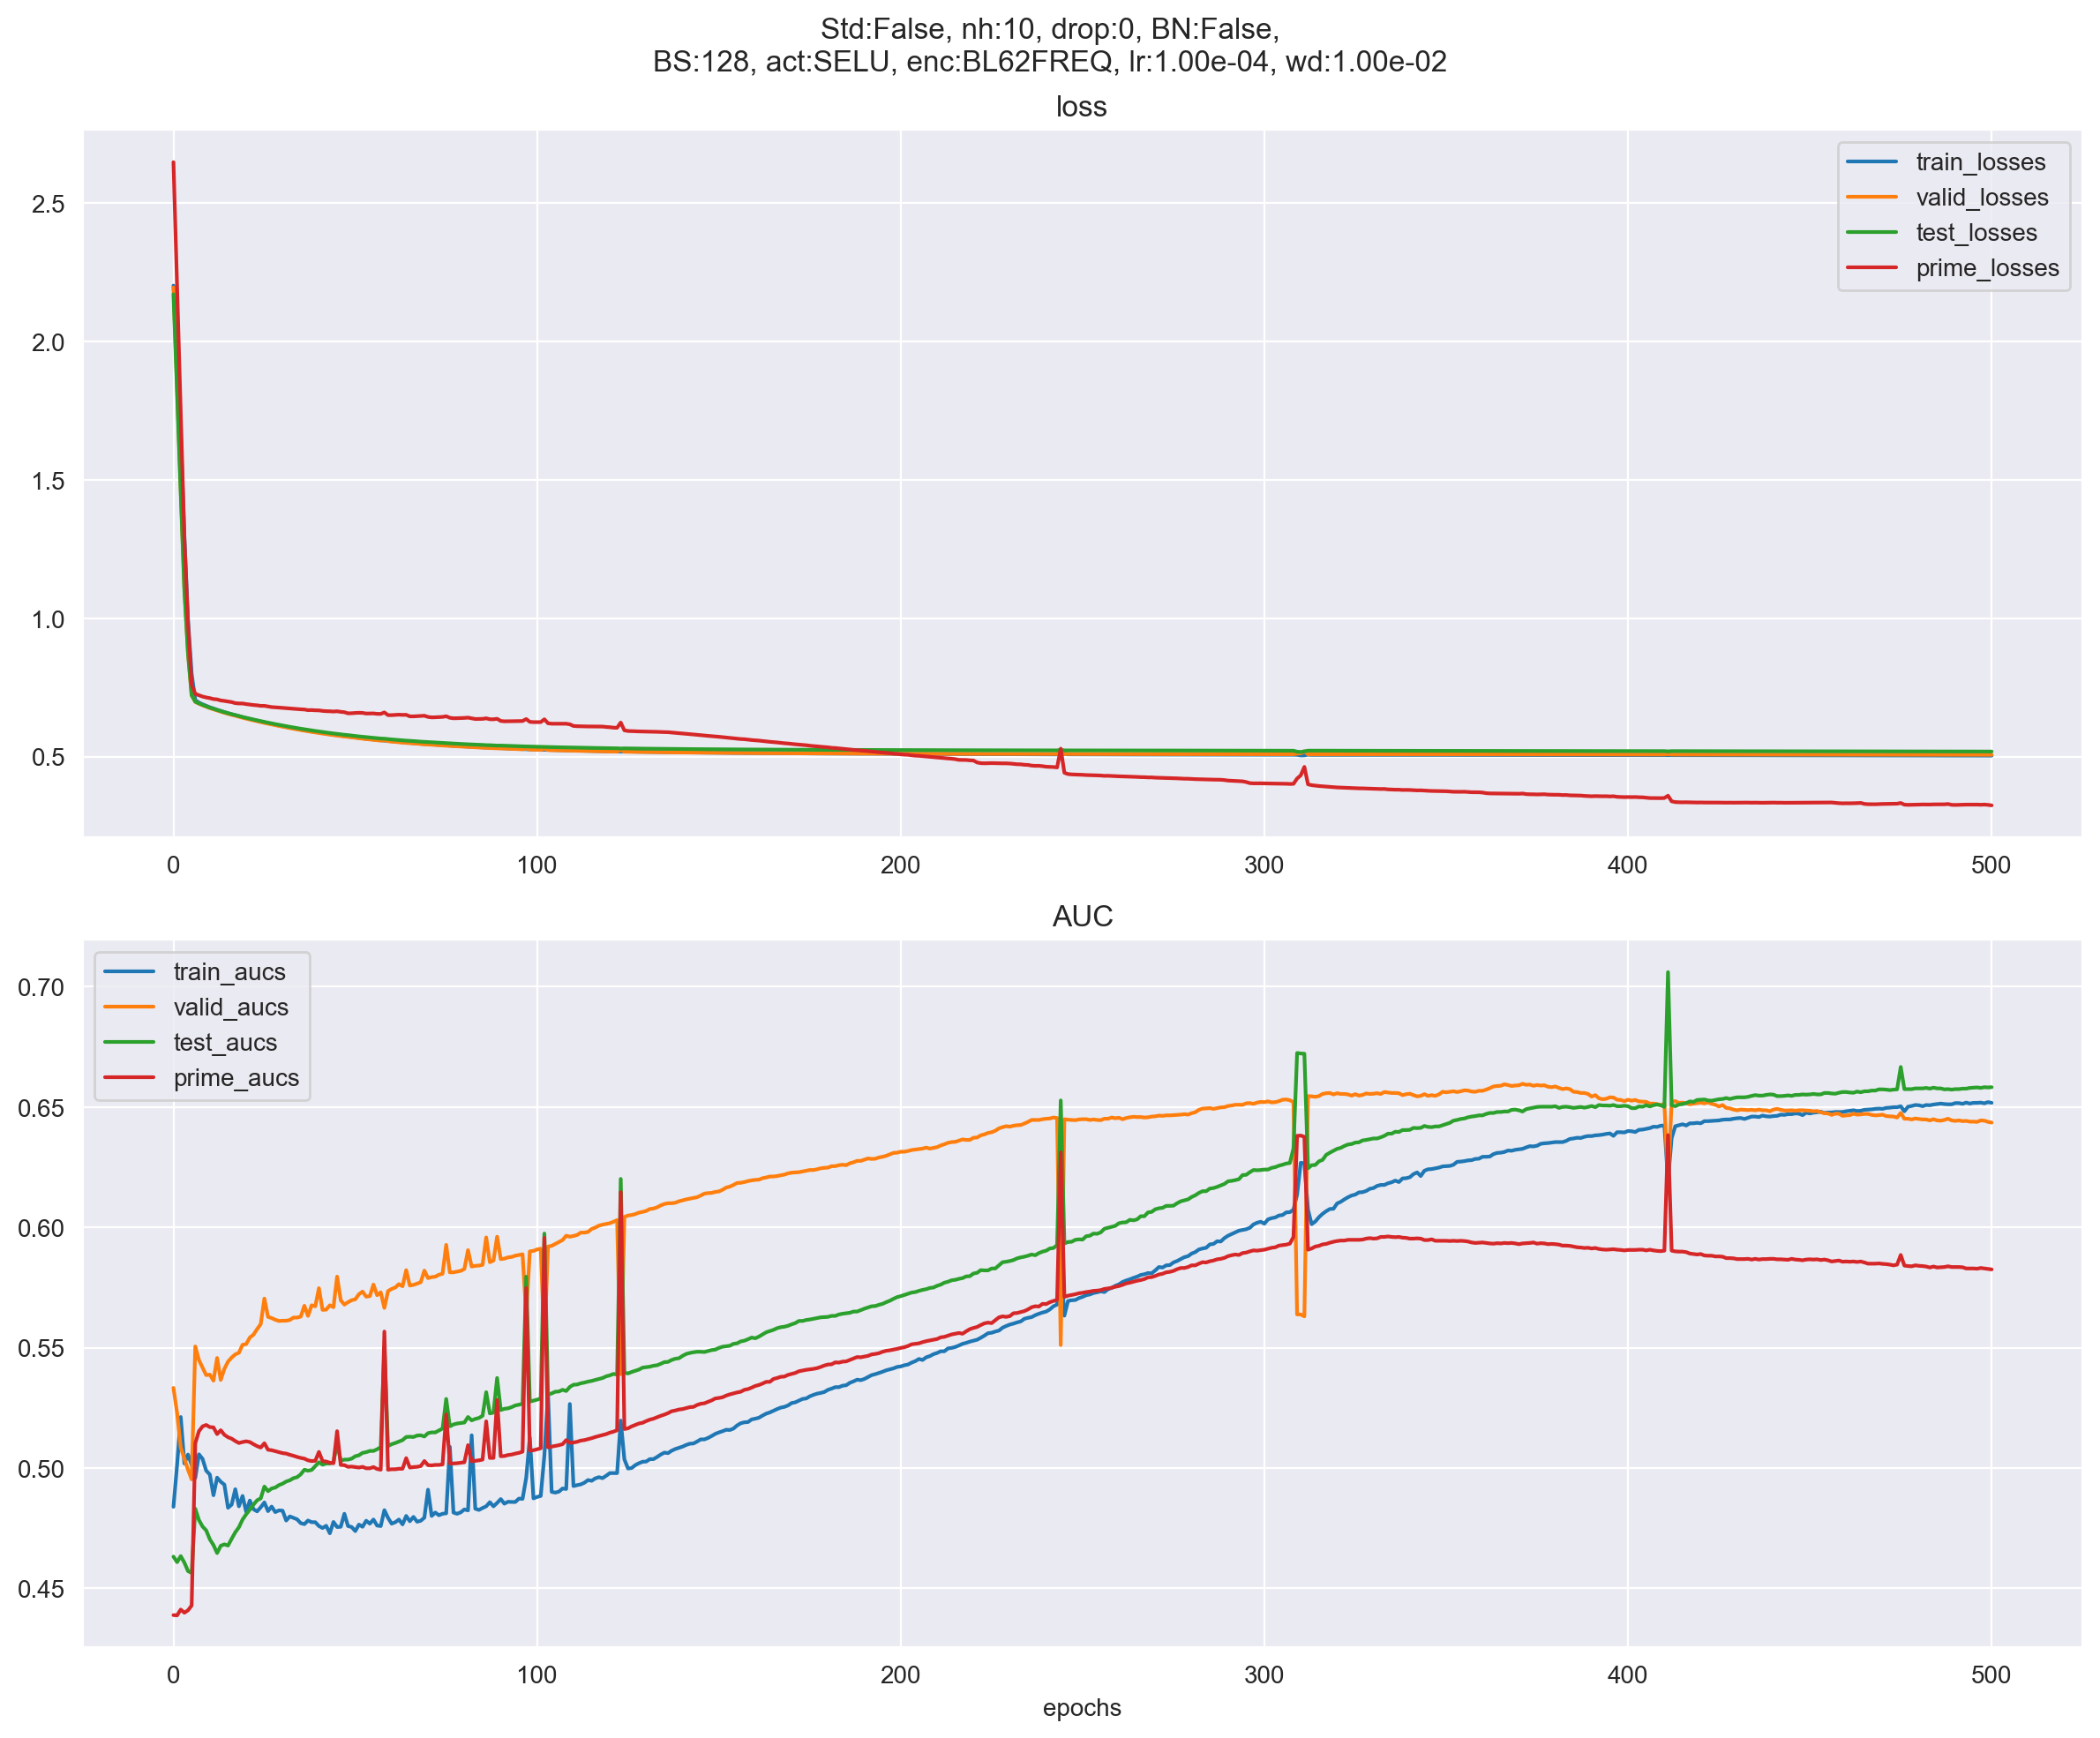 Std:False, nh:10, drop:0, BN:False,
BS:128, act:SELU, enc:BL62FREQ, lr:1.00e-04, wd:1.00e-02
loss
train_losses
valid_losses
test_losses
prime_losses
2.5
2.0
1.5
1.0
0.5
0 100 200 300 400 500
AUC
train_aucs
valid_aucs
test_aucs
prime_aucs
0.70
0.65
0.60
0.55
0.50
0.45
0 100 200 300 400 500
epochs